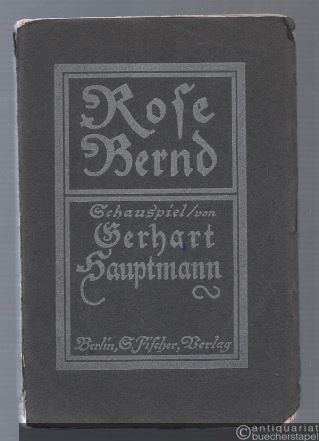 Rose
Bernd
Schauspiel/von
Gerhart
Hauptmann
Berlin, S. Fischer, Verlag
antiquariat
buecherstapel